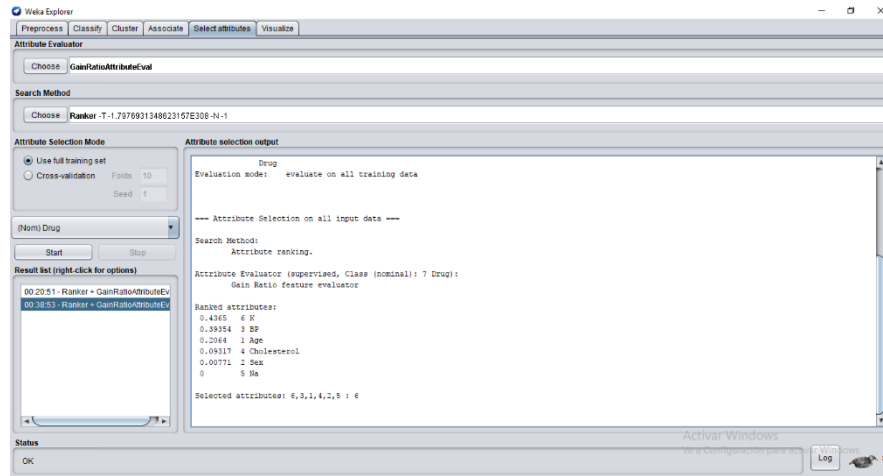 Weka Explorer
Preprocess Classify Cluster Associate Select attributes Visualize
Attribute Evaluator
Choose GainRatioAttributeEval
Search Method
Choose Ranker -T -1.7976931348623157E308 -N -1
Attribute Selection Mode
Use full training set
Cross-validation Folds 10
Seed 1
(Nom) Drug
Start Stop
Result list (right-click for options)
00:20:51 - Ranker + GainRatioAttributeEv
00:38:53 - Ranker + GainRatioAttributeEv
Attribute selection output
Drug
Evaluation mode: evaluate on all training data
=== Attribute Selection on all input data ===
Search Method:
Attribute ranking.
Attribute Evaluator (supervised, Class (nominal): 7 Drug):
Gain Ratio feature evaluator
Ranked attributes:
0.4365 6 K
0.39354 3 BP
0.2064 1 Age
0.09317 4 Cholesterol
0.00771 2 Sex
0 5 Na
Selected attributes: 6,3,1,4,2,5 : 6
Activar Windows
Ve a Configuración para activar Windows.
Status
OK
Log